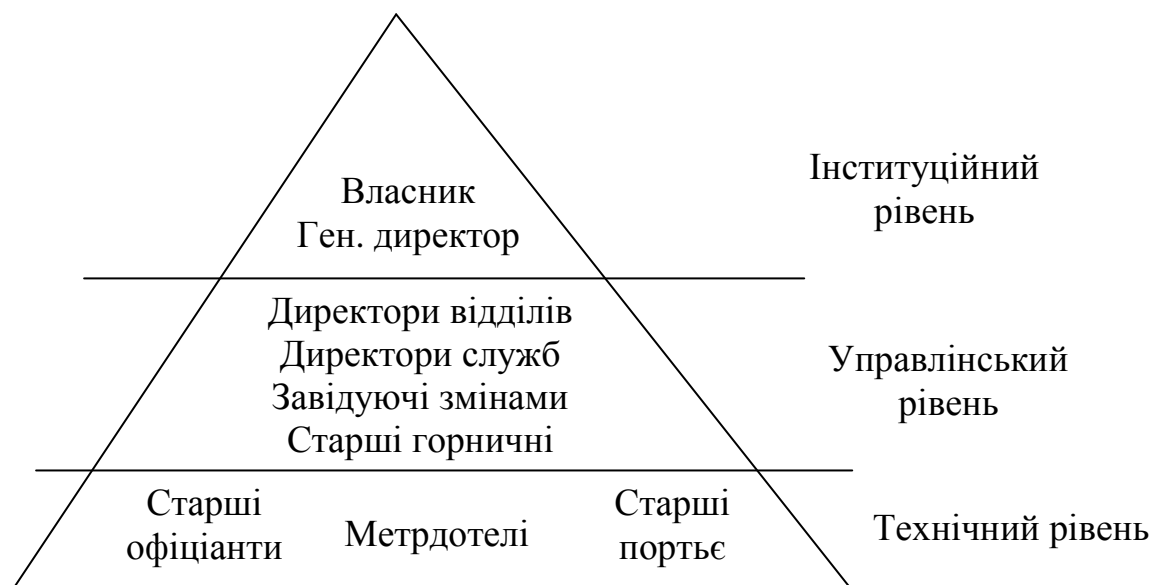 Власник
Ген. директор
Інституційний
рівень
Директори відділів
Директори служб
Завідуючі змінами
Старші горничні
Управлінський
рівень
Старші
офіціанти
Метрдотелі
Старші
портьє
Технічний рівень